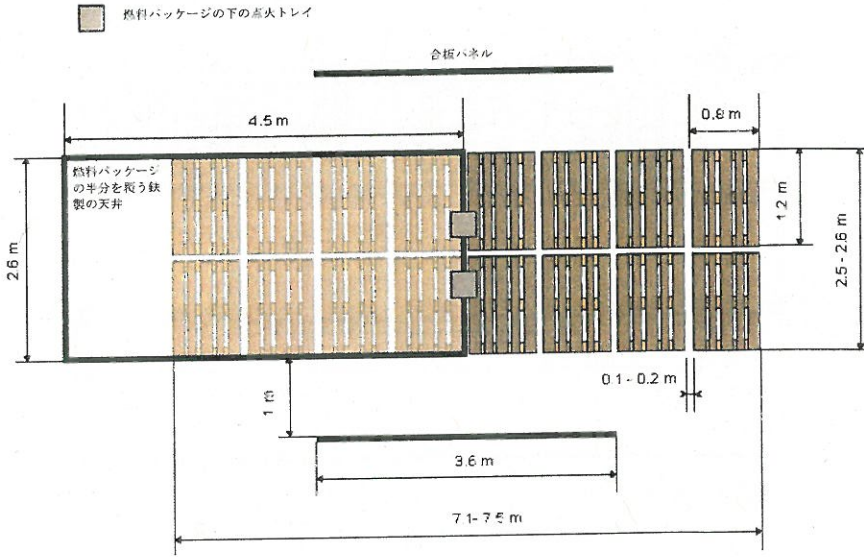 燃料パッケージの下の点火トレイ
合板パネル
4.5 m
0.8 m
燃料パッケージ
の半分を覆う鉄
製の天井
2.6 m
1.2 m
2.5 - 2.6 m
0.1 - 0.2 m
1 m
3.6 m
7.1 - 7.5 m